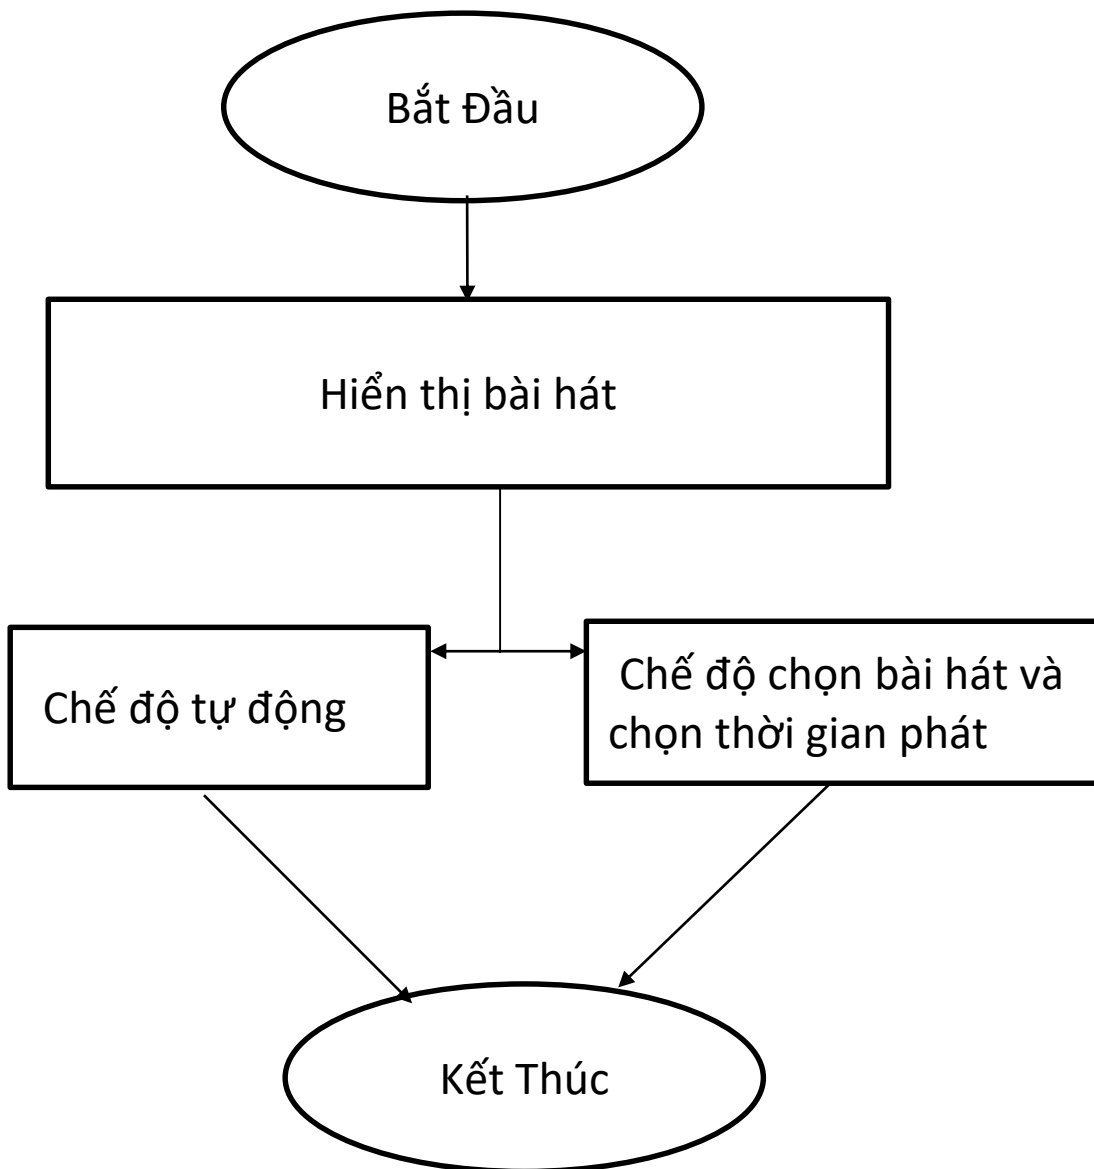 Bắt Đầu
Hiển thị bài hát
Chế độ tự động
Chế độ chọn bài hát và
chọn thời gian phát
Kết Thúc